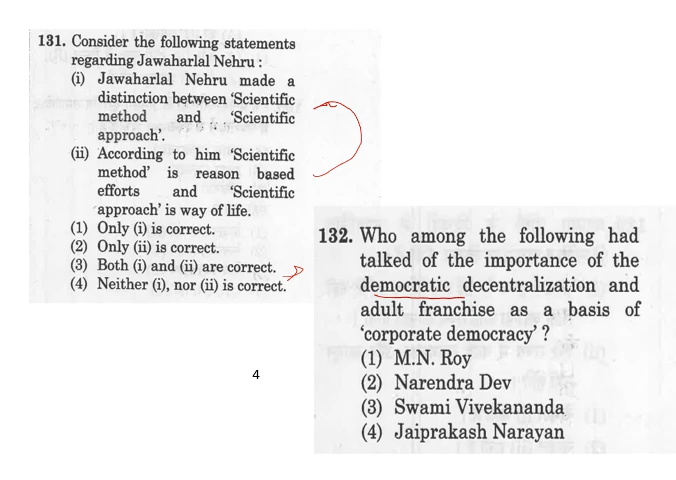 131. Consider the following statements
regarding Jawaharlal Nehru :
(i) Jawaharlal Nehru made a
distinction between ‘Scientific
method and ‘Scientific
approach’.
(ii) According to him ‘Scientific
method’ is reason based
efforts and ‘Scientific
approach’ is way of life.
(1) Only (i) is correct.
(2) Only (ii) is correct.
(3) Both (i) and (ii) are correct.
(4) Neither (i), nor (ii) is correct.
4
132. Who among the following had
talked of the importance of the
democratic decentralization and
adult franchise as a basis of
‘corporate democracy’ ?
(1) M.N. Roy
(2) Narendra Dev
(3) Swami Vivekananda
(4) Jaiprakash Narayan